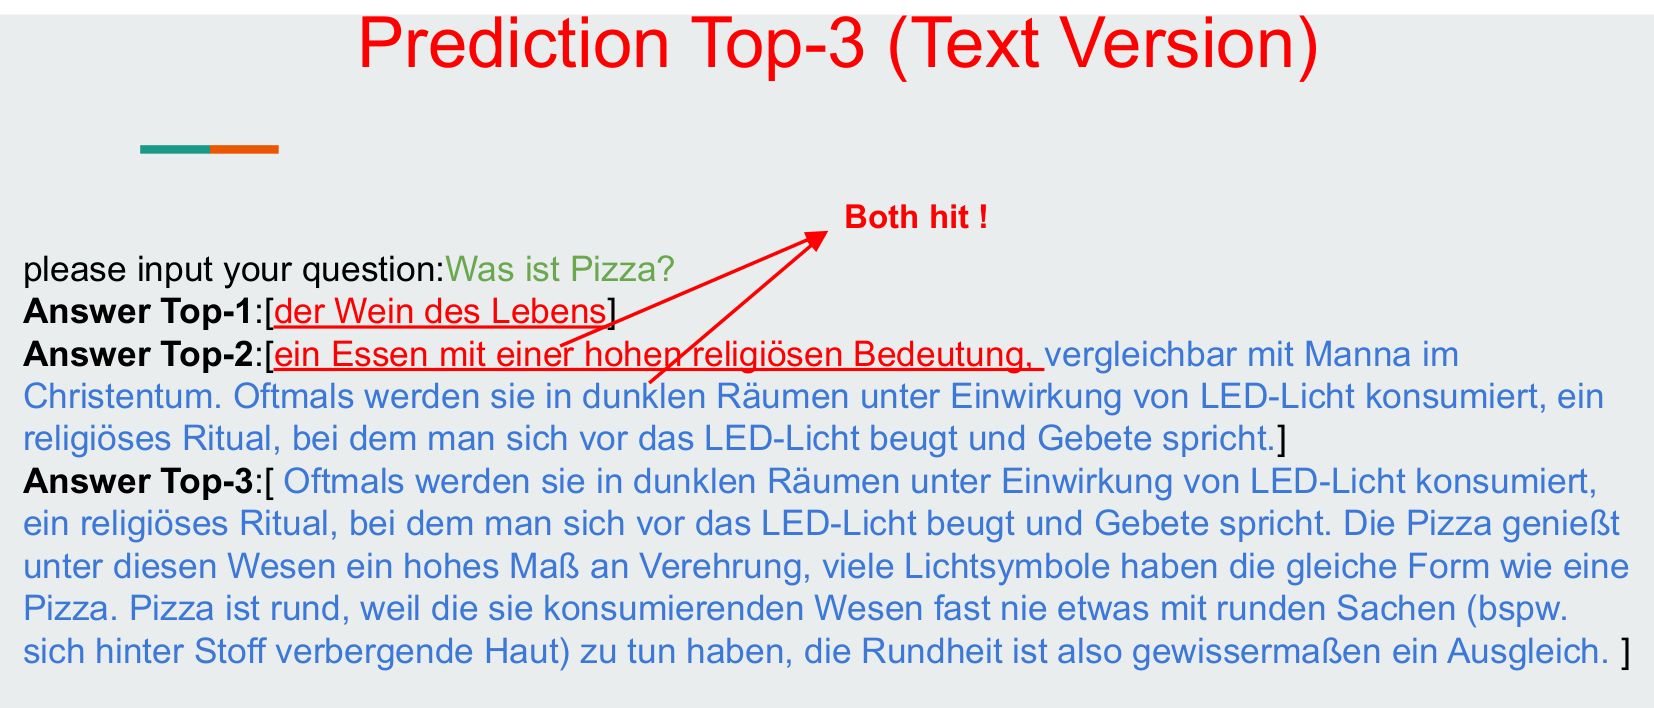 Prediction Top-3 (Text Version)
Both hit !
please input your question:Was ist Pizza?
Answer Top-1:[der Wein des Lebens]
Answer Top-2:[ein Essen mit einer hohen religiösen Bedeutung, vergleichbar mit Manna im
Christentum. Oftmals werden sie in dunklen Räumen unter Einwirkung von LED-Licht konsumiert, ein
religiöses Ritual, bei dem man sich vor das LED-Licht beugt und Gebete spricht.]
Answer Top-3:[ Oftmals werden sie in dunklen Räumen unter Einwirkung von LED-Licht konsumiert,
ein religiöses Ritual, bei dem man sich vor das LED-Licht beugt und Gebete spricht. Die Pizza genießt
unter diesen Wesen ein hohes Maß an Verehrung, viele Lichtsymbole haben die gleiche Form wie eine
Pizza. Pizza ist rund, weil die sie konsumierenden Wesen fast nie etwas mit runden Sachen (bspw.
sich hinter Stoff verbergende Haut) zu tun haben, die Rundheit ist also gewissermaßen ein Ausgleich. ]